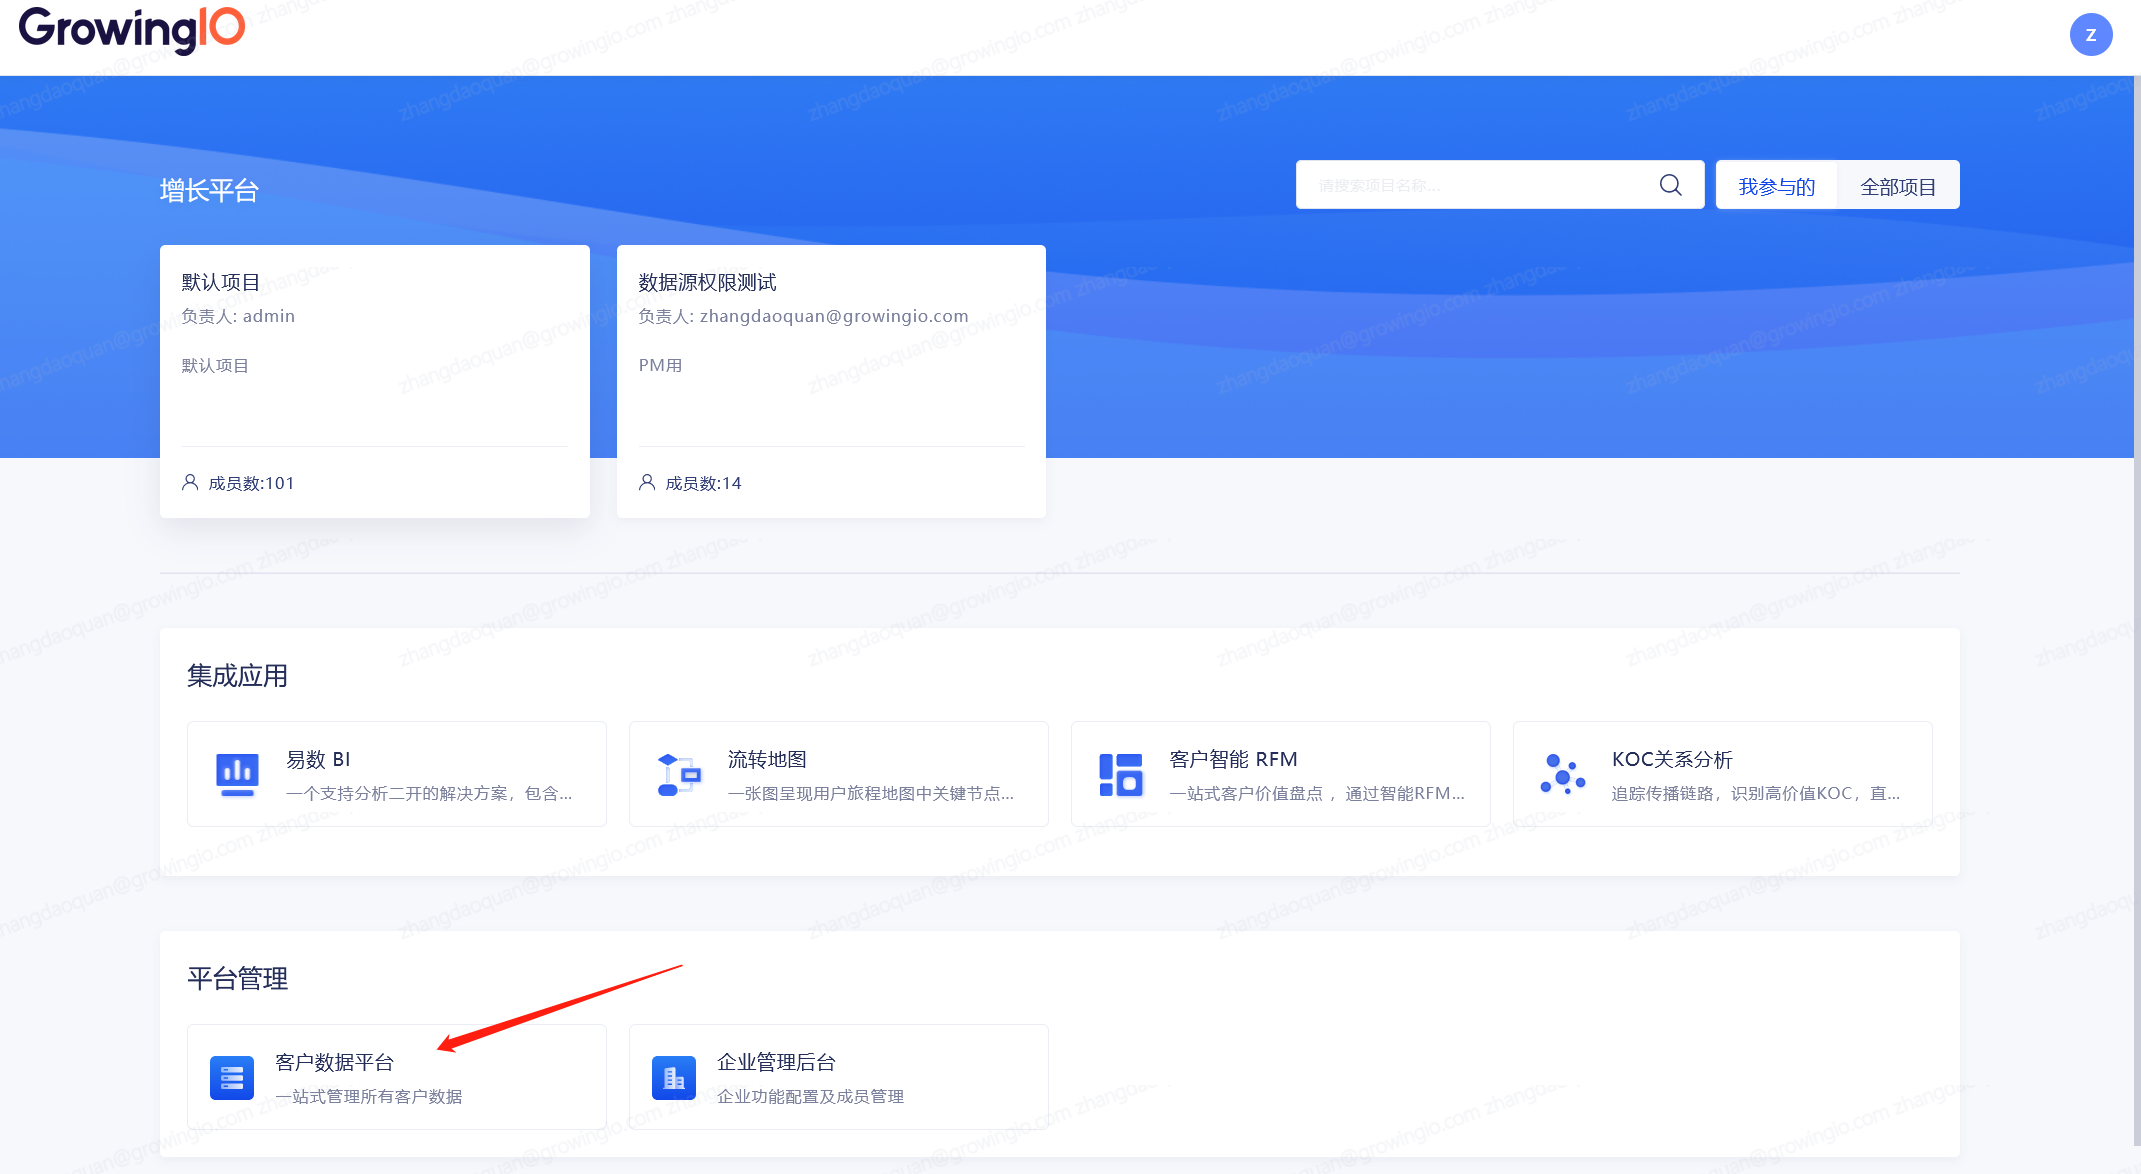 GrowingIO
Z
增长平台
请搜索项目名称...
我参与的
全部项目
默认项目
负责人: admin
默认项目
成员数:101
数据源权限测试
负责人: zhangdaoquan@growingio.com
PM用
成员数:14
集成应用
易数 BI
一个支持分析二开的解决方案，包含...
流转地图
一张图呈现用户旅程地图中关键节点...
客户智能 RFM
一站式客户价值盘点 ，通过智能RFM...
KOC关系分析
追踪传播链路，识别高价值KOC，直...
平台管理
客户数据平台
一站式管理所有客户数据
企业管理后台
企业功能配置及成员管理
zhangdaoquan@growingio.com